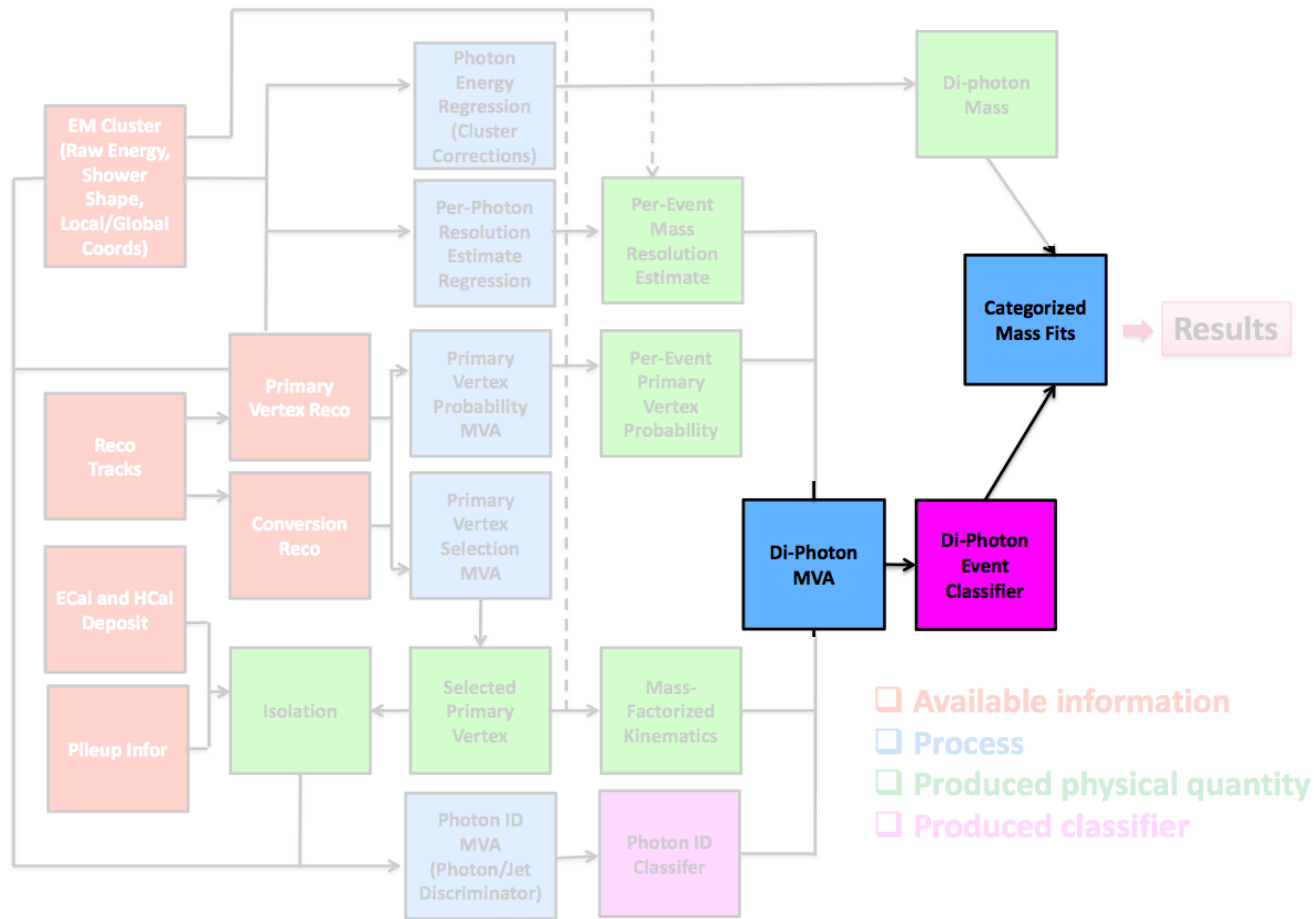 Photon
Energy
Regression
(Cluster
Corrections)
Di-photon
Mass
EM Cluster
(Raw Energy,
Shower
Shape,
Local/Global
Coords)
Per-Photon
Resolution
Estimate
Regression
Per-Event
Mass
Resolution
Estimate
Categorized
Mass Fits
Results
Primary
Vertex Reco
Primary
Vertex
Probability
MVA
Per-Event
Primary
Vertex
Probability
Reco
Tracks
Conversion
Reco
Primary
Vertex
Selection
MVA
Di-Photon
MVA
Di-Photon
Event
Classifier
ECal and HCal
Deposit
Isolation
Selected
Primary
Vertex
Mass-
Factorized
Kinematics
Pileup Infor
Photon ID
MVA
(Photon/Jet
Discriminator)
Photon ID
Classifer
Available information
Process
Produced physical quantity
Produced classifier